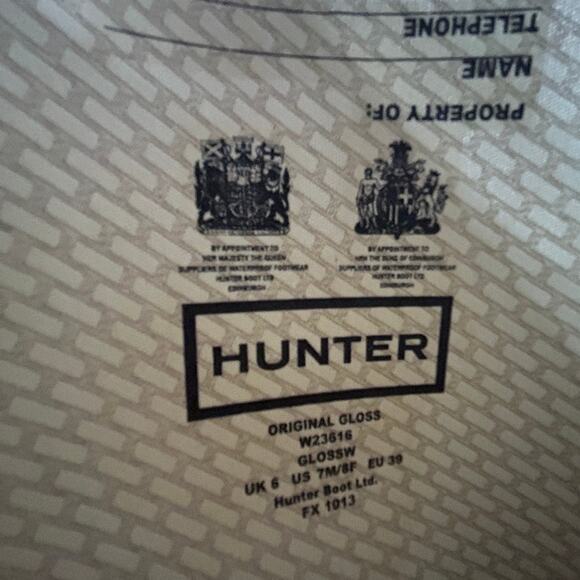 TELEPHONE
NAME
PROPERTY OF:
BY APPOINTMENT TO
HER MAJESTY THE QUEEN
SUPPLIERS OF WATERPROOF FOOTWEAR
HUNTER BOOT LTD
EDINBURGH
BY APPOINTMENT TO
HRH THE DUKE OF EDINBURGH
SUPPLIERS OF WATERPROOF FOOTWEAR
HUNTER BOOT LTD
EDINBURGH
HUNTER
ORIGINAL GLOSS
W23616
GLOSSW
UK 6 US 7M/8F EU 39
Hunter Boot Ltd.
FX 1013